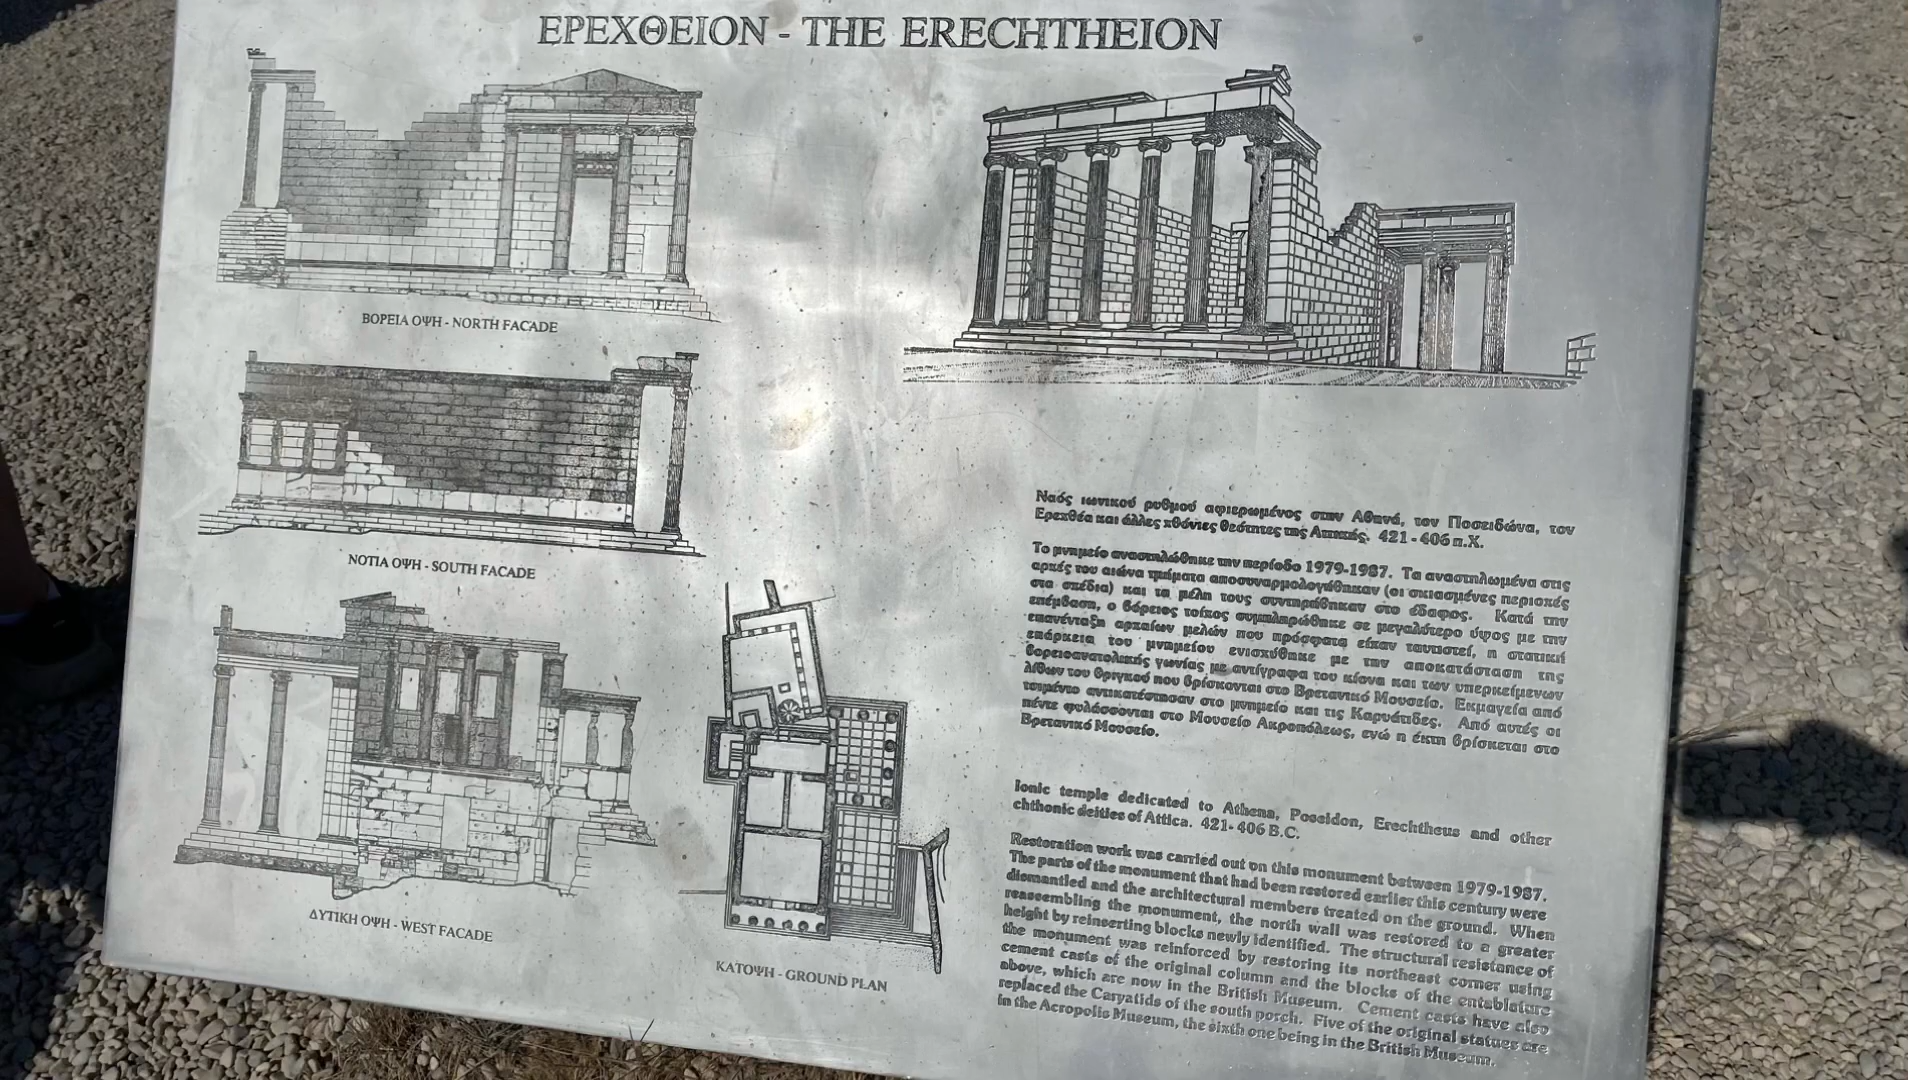 ΕΡΕΧΘΕΙΟΝ - THE ERECHTHEION
ΒΟΡΕΙΑ ΟΨΗ - NORTH FACADE
ΝΟΤΙΑ ΟΨΗ - SOUTH FACADE
ΔΥΤΙΚΗ ΟΨΗ - WEST FACADE
ΚΑΤΟΨΗ - GROUND PLAN
Ναός ιωνικού ρυθμού αφιερωμένος στην Αθηνά, τον Ποσειδώνα, τον
Ερεχθέα και άλλες χθόνιες θεότητες της Αττικής. 421 - 406 π.Χ.
Το μνημείο αναστηλώθηκε την περίοδο 1979-1987. Τα αναστηλωμένα στις
αρχές του αιώνα τμήματα αποσυναρμολογήθηκαν (οι σκιασμένες περιοχές
στα σχέδια) και τα μέλη τους συντηρήθηκαν στο έδαφος. Κατά την
επέμβαση, ο βόρειος τοίχος συμπληρώθηκε σε μεγαλύτερο ύψος με την
επανένταξη αρχαίων μελών που πρόσφατα είχαν ταυτιστεί, η στατική
επάρκεια του μνημείου ενισχύθηκε με την αποκατάσταση της
βορειοανατολικής γωνίας με αντίγραφα του κίονα και των υπερκείμενων
λίθων του θριγκού που βρίσκονται στο Βρετανικό Μουσείο. Εκμαγεία από
τσιμέντο αντικατέστησαν στο μνημείο και τις Καρυάτιδες. Από αυτές οι
πέντε φυλάσσονται στο Μουσείο Ακροπόλεως, ενώ η έκτη βρίσκεται στο
Βρετανικό Μουσείο.
Ionic temple dedicated to Athena, Poseidon, Erechtheus and other
chthonic deities of Attica. 421- 406 B.C.
Restoration work was carried out on this monument between 1979-1987.
The parts of the monument that had been restored earlier this century were
dismantled and the architectural members treated on the ground. When
reassembling the monument, the north wall was restored to a greater
height by reinserting blocks newly identified. The structural resistance of
the monument was reinforced by restoring its northeast corner using
cement casts of the original column and the blocks of the entablature
above, which are now in the British Museum. Cement casts have also
replaced the Caryatids of the south porch. Five of the original statues are
in the Acropolis Museum, the sixth one being in the British Museum.